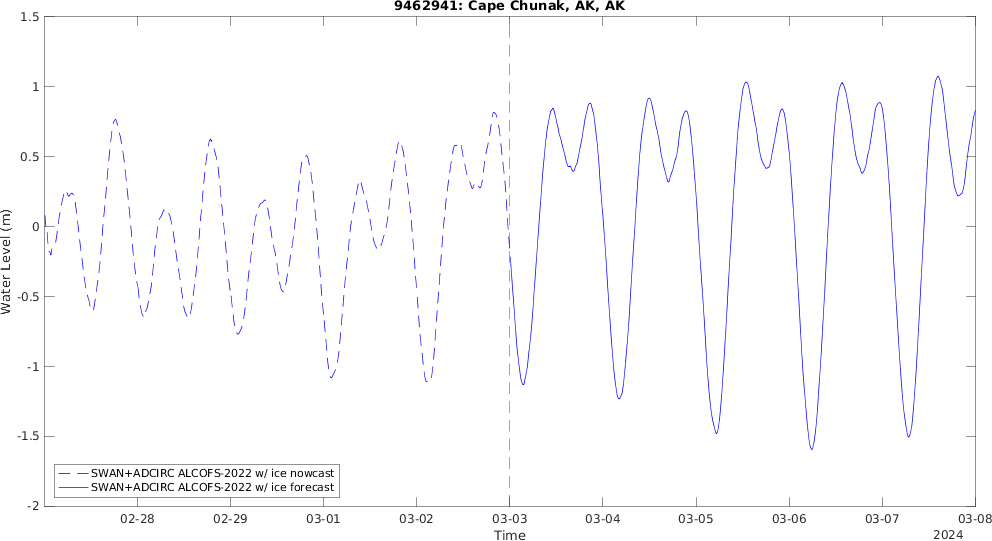 9462941: Cape Chunak, AK, AK
1.5
1
0.5
0
-0.5
-1
-1.5
-2
Water Level (m)
SWAN+ADCIRC ALCOFS-2022 w/ ice nowcast
SWAN+ADCIRC ALCOFS-2022 w/ ice forecast
02-28 02-29 03-01 03-02 03-03 03-04 03-05 03-06 03-07 03-08
Time
2024